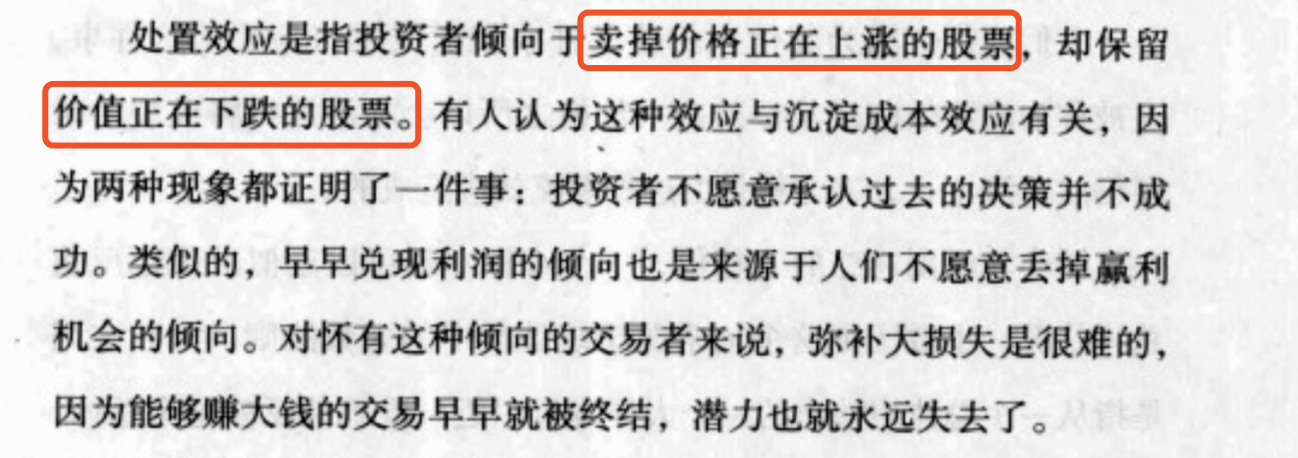 处置效应是指投资者倾向于卖掉价格正在上涨的股票，却保留
价值正在下跌的股票。有人认为这种效应与沉淀成本效应有关，因
为两种现象都证明了一件事：投资者不愿意承认过去的决策并不成
功。类似的，早早兑现利润的倾向也是来源于人们不愿意丢掉赢利
机会的倾向。对怀有这种倾向的交易者来说，弥补大损失是很难的，
因为能够赚大钱的交易早早就被终结，潜力也就永远失去了。